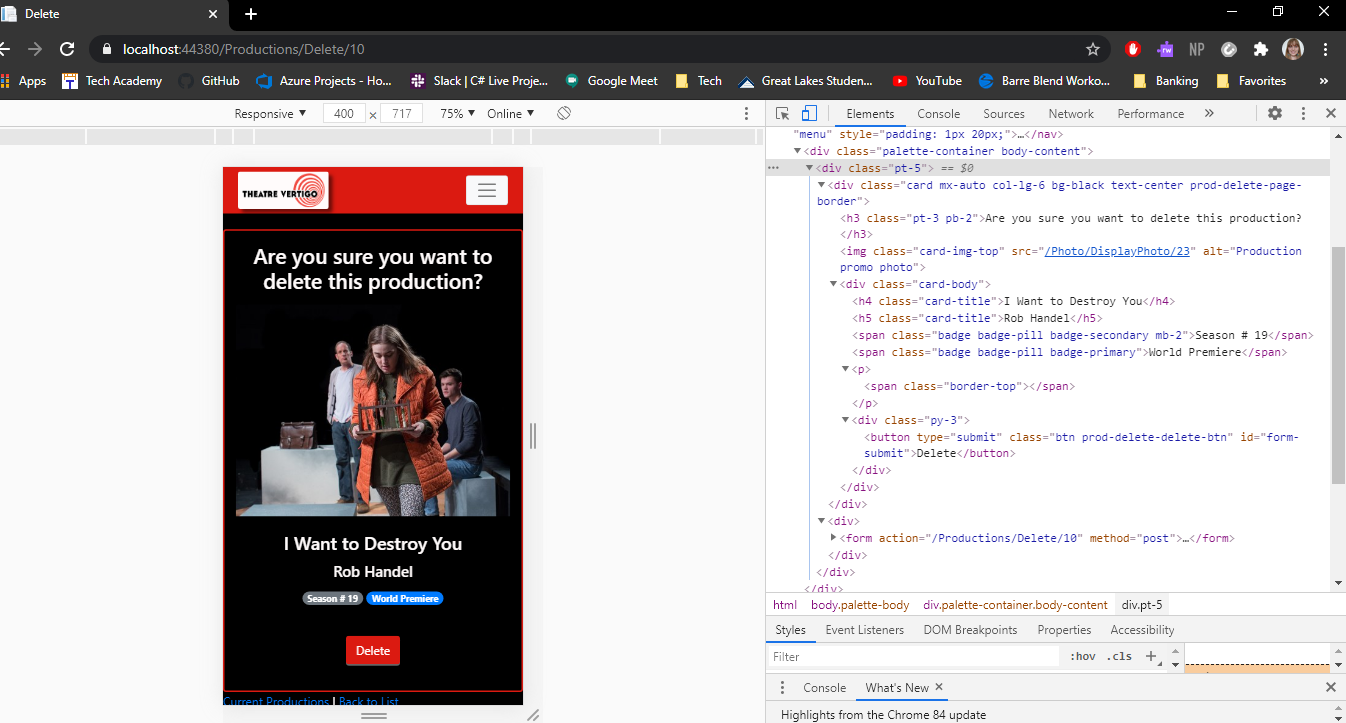 Delete
localhost:44380/Productions/Delete/10
NP
Apps
Tech Academy
GitHub
Azure Projects - Ho...
Slack | C# Live Proje...
Google Meet
Tech
Great Lakes Studen...
YouTube
Barre Blend Worko...
Banking
Favorites
»
Responsive ▼ 400 × 717 75% ▼ Online ▼
THEATRE VERTIGO
Are you sure you want to
delete this production?
I Want to Destroy You
Rob Handel
Season # 19 World Premiere
Delete
Current Productions | Back to List
Elements Console Sources Network Performance »
"menu" style="padding: 1px 20px;">…</nav>
▼<div class="palette-container body-content">
… ▼<div class="pt-5"> == $0
▼<div class="card mx-auto col-lg-6 bg-black text-center prod-delete-page-
border">
<h3 class="pt-3 pb-2">Are you sure you want to delete this production?
</h3>
<img class="card-img-top" src="/Photo/DisplayPhoto/23" alt="Production
promo photo">
▼<div class="card-body">
<h4 class="card-title">I Want to Destroy You</h4>
<h5 class="card-title">Rob Handel</h5>
<span class="badge badge-pill badge-secondary mb-2">Season # 19</span>
<span class="badge badge-pill badge-primary">World Premiere</span>
▼<p>
<span class="border-top"></span>
</p>
▼<div class="py-3">
<button type="submit" class="btn prod-delete-delete-btn" id="form-
submit">Delete</button>
</div>
</div>
</div>
▼<div>
▶<form action="/Productions/Delete/10" method="post">…</form>
</div>
</div>
</div>
html body.palette-body div.palette-container.body-content div.pt-5
Styles Event Listeners DOM Breakpoints Properties Accessibility
Filter :hov .cls +
Console What's New ×
Highlights from the Chrome 84 update